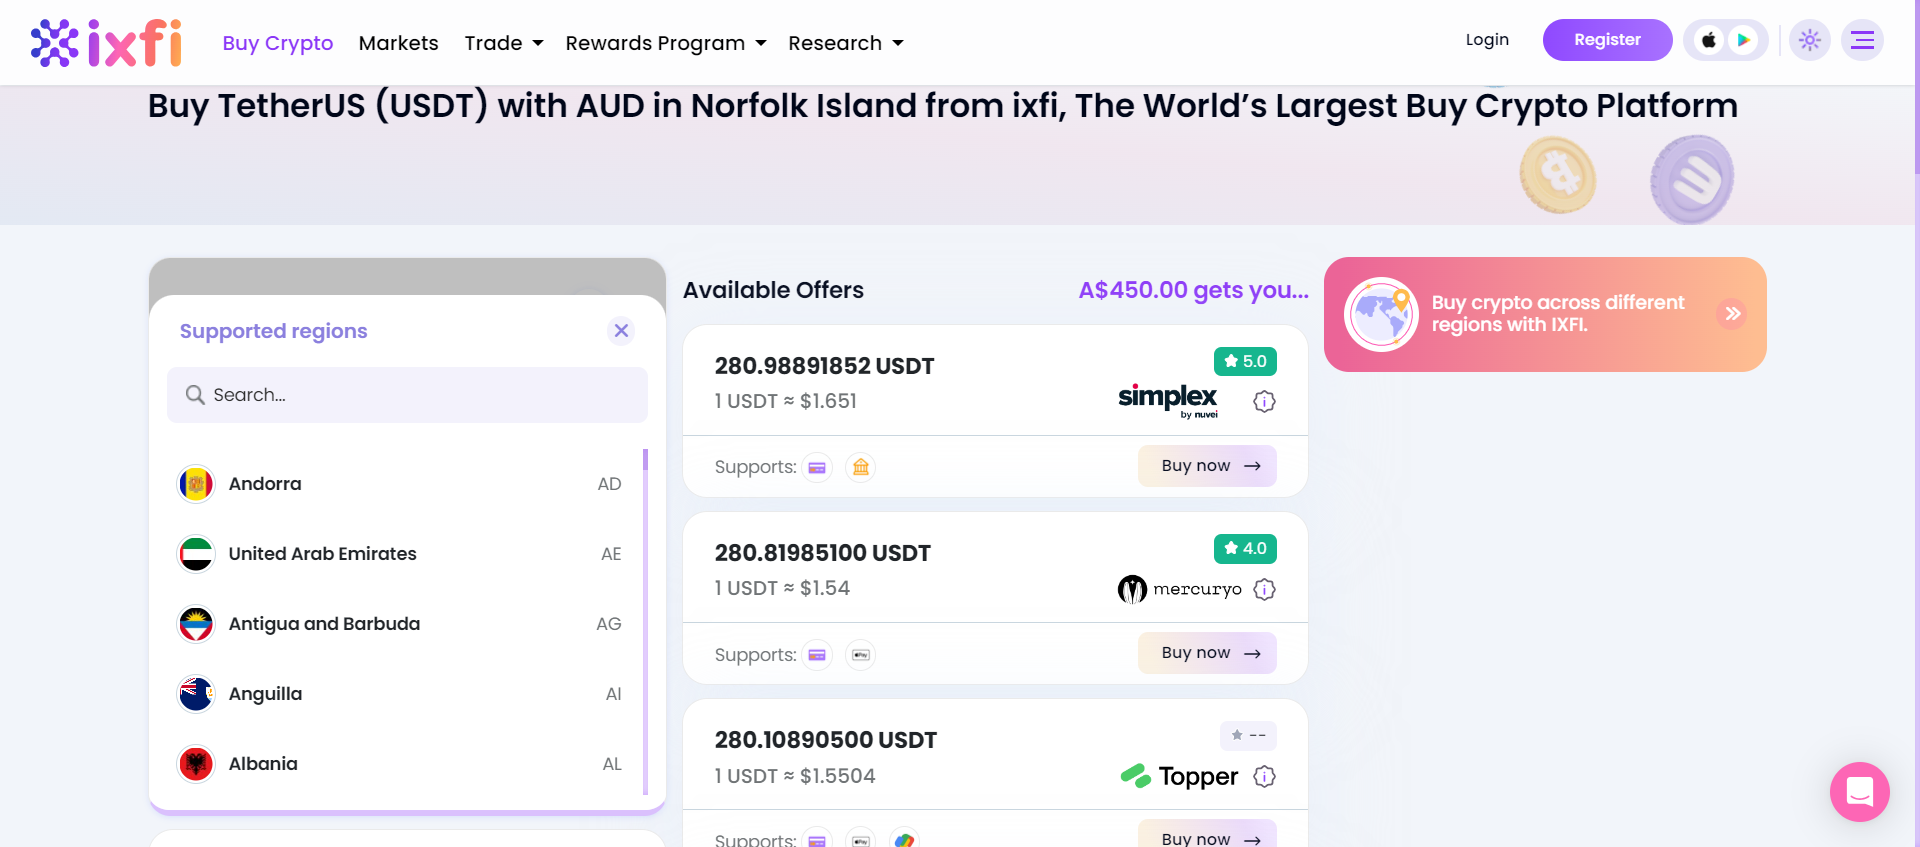 ixfi
Buy Crypto
Markets
Trade
Rewards Program
Research
Login
Register
Buy TetherUS (USDT) with AUD in Norfolk Island from ixfi, The World’s Largest Buy Crypto Platform
Supported regions
Search...
Andorra AD
United Arab Emirates AE
Antigua and Barbuda AG
Anguilla AI
Albania AL
Available Offers
A$450.00 gets you...
280.98891852 USDT
5.0
1 USDT ≈ $1.651
simplex
by nuvei
Supports:
Buy now
280.81985100 USDT
4.0
1 USDT ≈ $1.54
mercuryo
Supports:
Pay
Buy now
280.10890500 USDT
--
1 USDT ≈ $1.5504
Topper
Supports:
Pay
Buy now
Buy crypto across different
regions with IXFI.